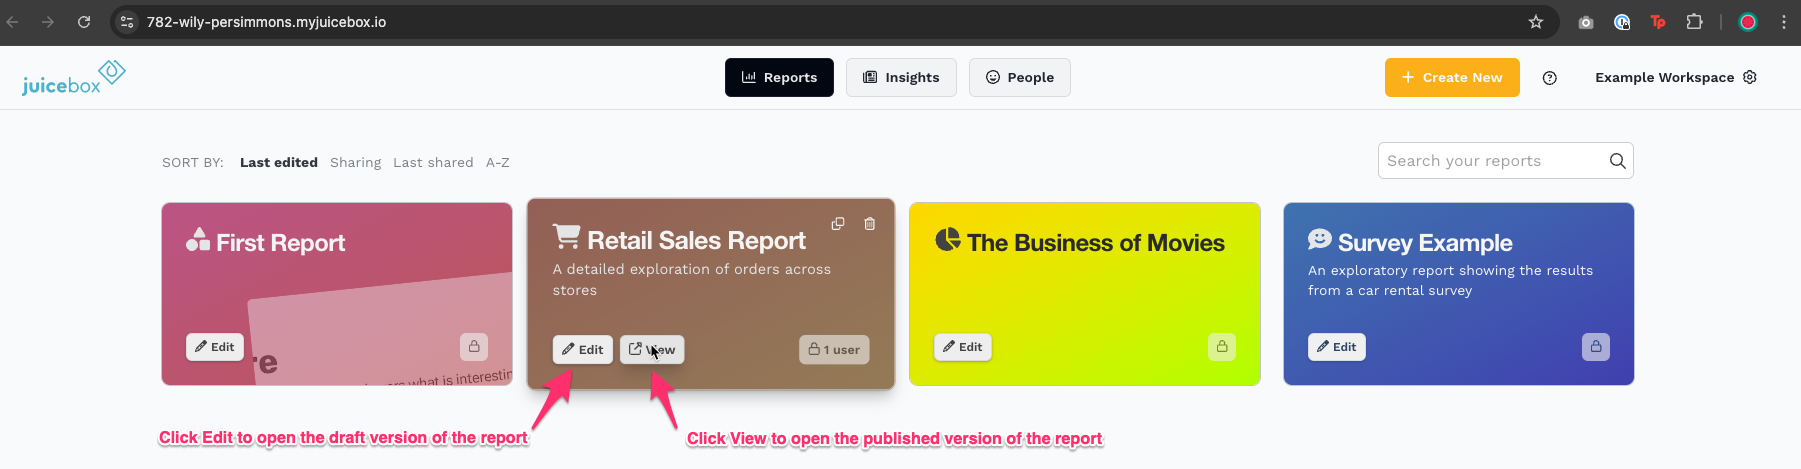 782-wily-persimmons.myjuicebox.io
Tp
juicebox
Reports
Insights
People
+ Create New
Example Workspace
SORT BY: Last edited Sharing Last shared A-Z
Search your reports
First Report
re
what is interestin
Edit
Retail Sales Report
A detailed exploration of orders across
stores
Edit
View
1 user
The Business of Movies
Edit
Survey Example
An exploratory report showing the results
from a car rental survey
Edit
Click Edit to open the draft version of the report
Click View to open the published version of the report